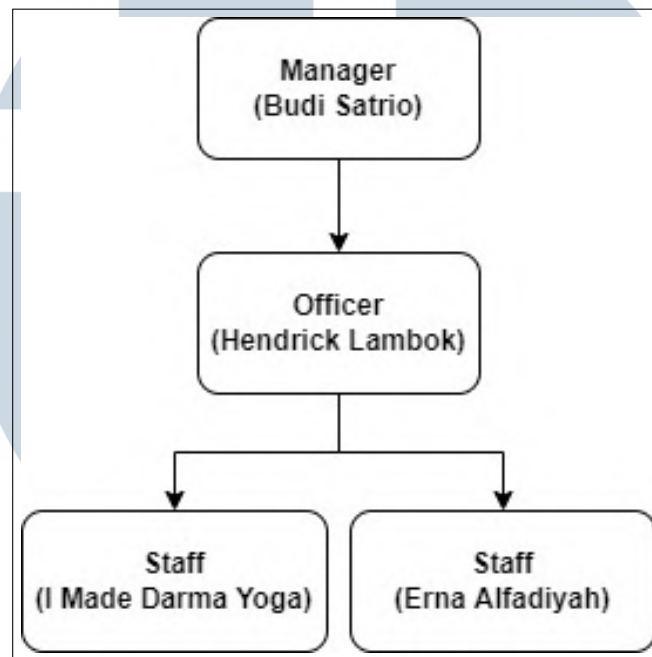 Manager
(Budi Satrio)
Officer
(Hendrick Lambok)
Staff
(I Made Darma Yoga)
Staff
(Erna Alfadiyah)